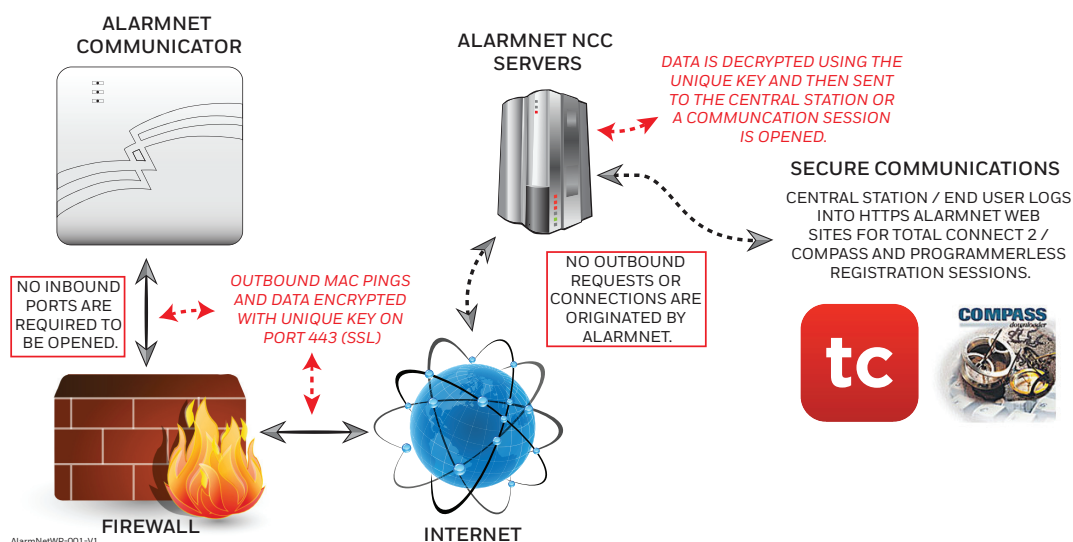 ALARMNET
COMMUNICATOR
ALARMNET NCC
SERVERS
DATA IS DECRYPTED USING THE
UNIQUE KEY AND THEN SENT
TO THE CENTRAL STATION OR
A COMMUNCATION SESSION
IS OPENED.
SECURE COMMUNICATIONS
CENTRAL STATION / END USER LOGS
INTO HTTPS ALARMNET WEB
SITES FOR TOTAL CONNECT 2 /
COMPASS AND PROGRAMMERLESS
REGISTRATION SESSIONS.
NO INBOUND
PORTS ARE
REQUIRED TO
BE OPENED.
OUTBOUND MAC PINGS
AND DATA ENCRYPTED
WITH UNIQUE KEY ON
PORT 443 (SSL)
NO OUTBOUND
REQUESTS OR
CONNECTIONS ARE
ORIGINATED BY
ALARMNET.
tc
COMPASS
downloader
FIREWALL
INTERNET
AlarmNetWP-001-V1